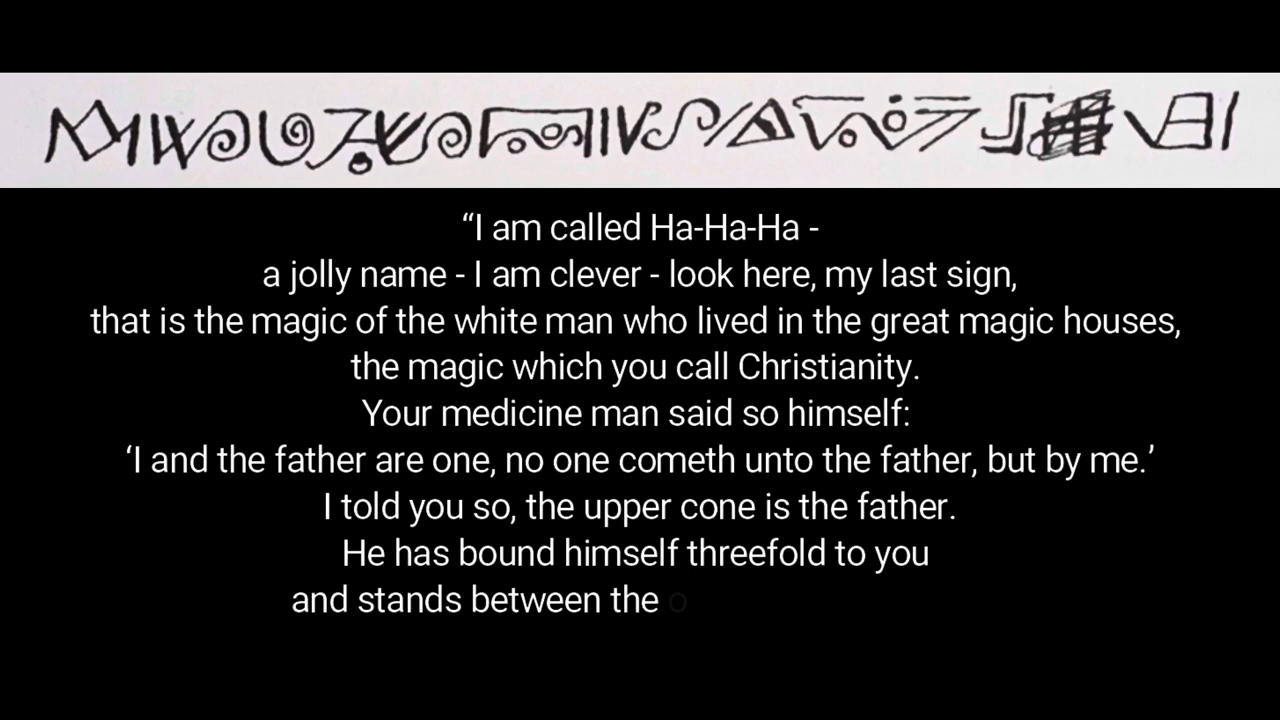 “I am called Ha-Ha-Ha -
a jolly name - I am clever - look here, my last sign,
that is the magic of the white man who lived in the great magic houses,
the magic which you call Christianity.
Your medicine man said so himself:
‘I and the father are one, no one cometh unto the father, but by me.’
I told you so, the upper cone is the father.
He has bound himself threefold to you
and stands between the o